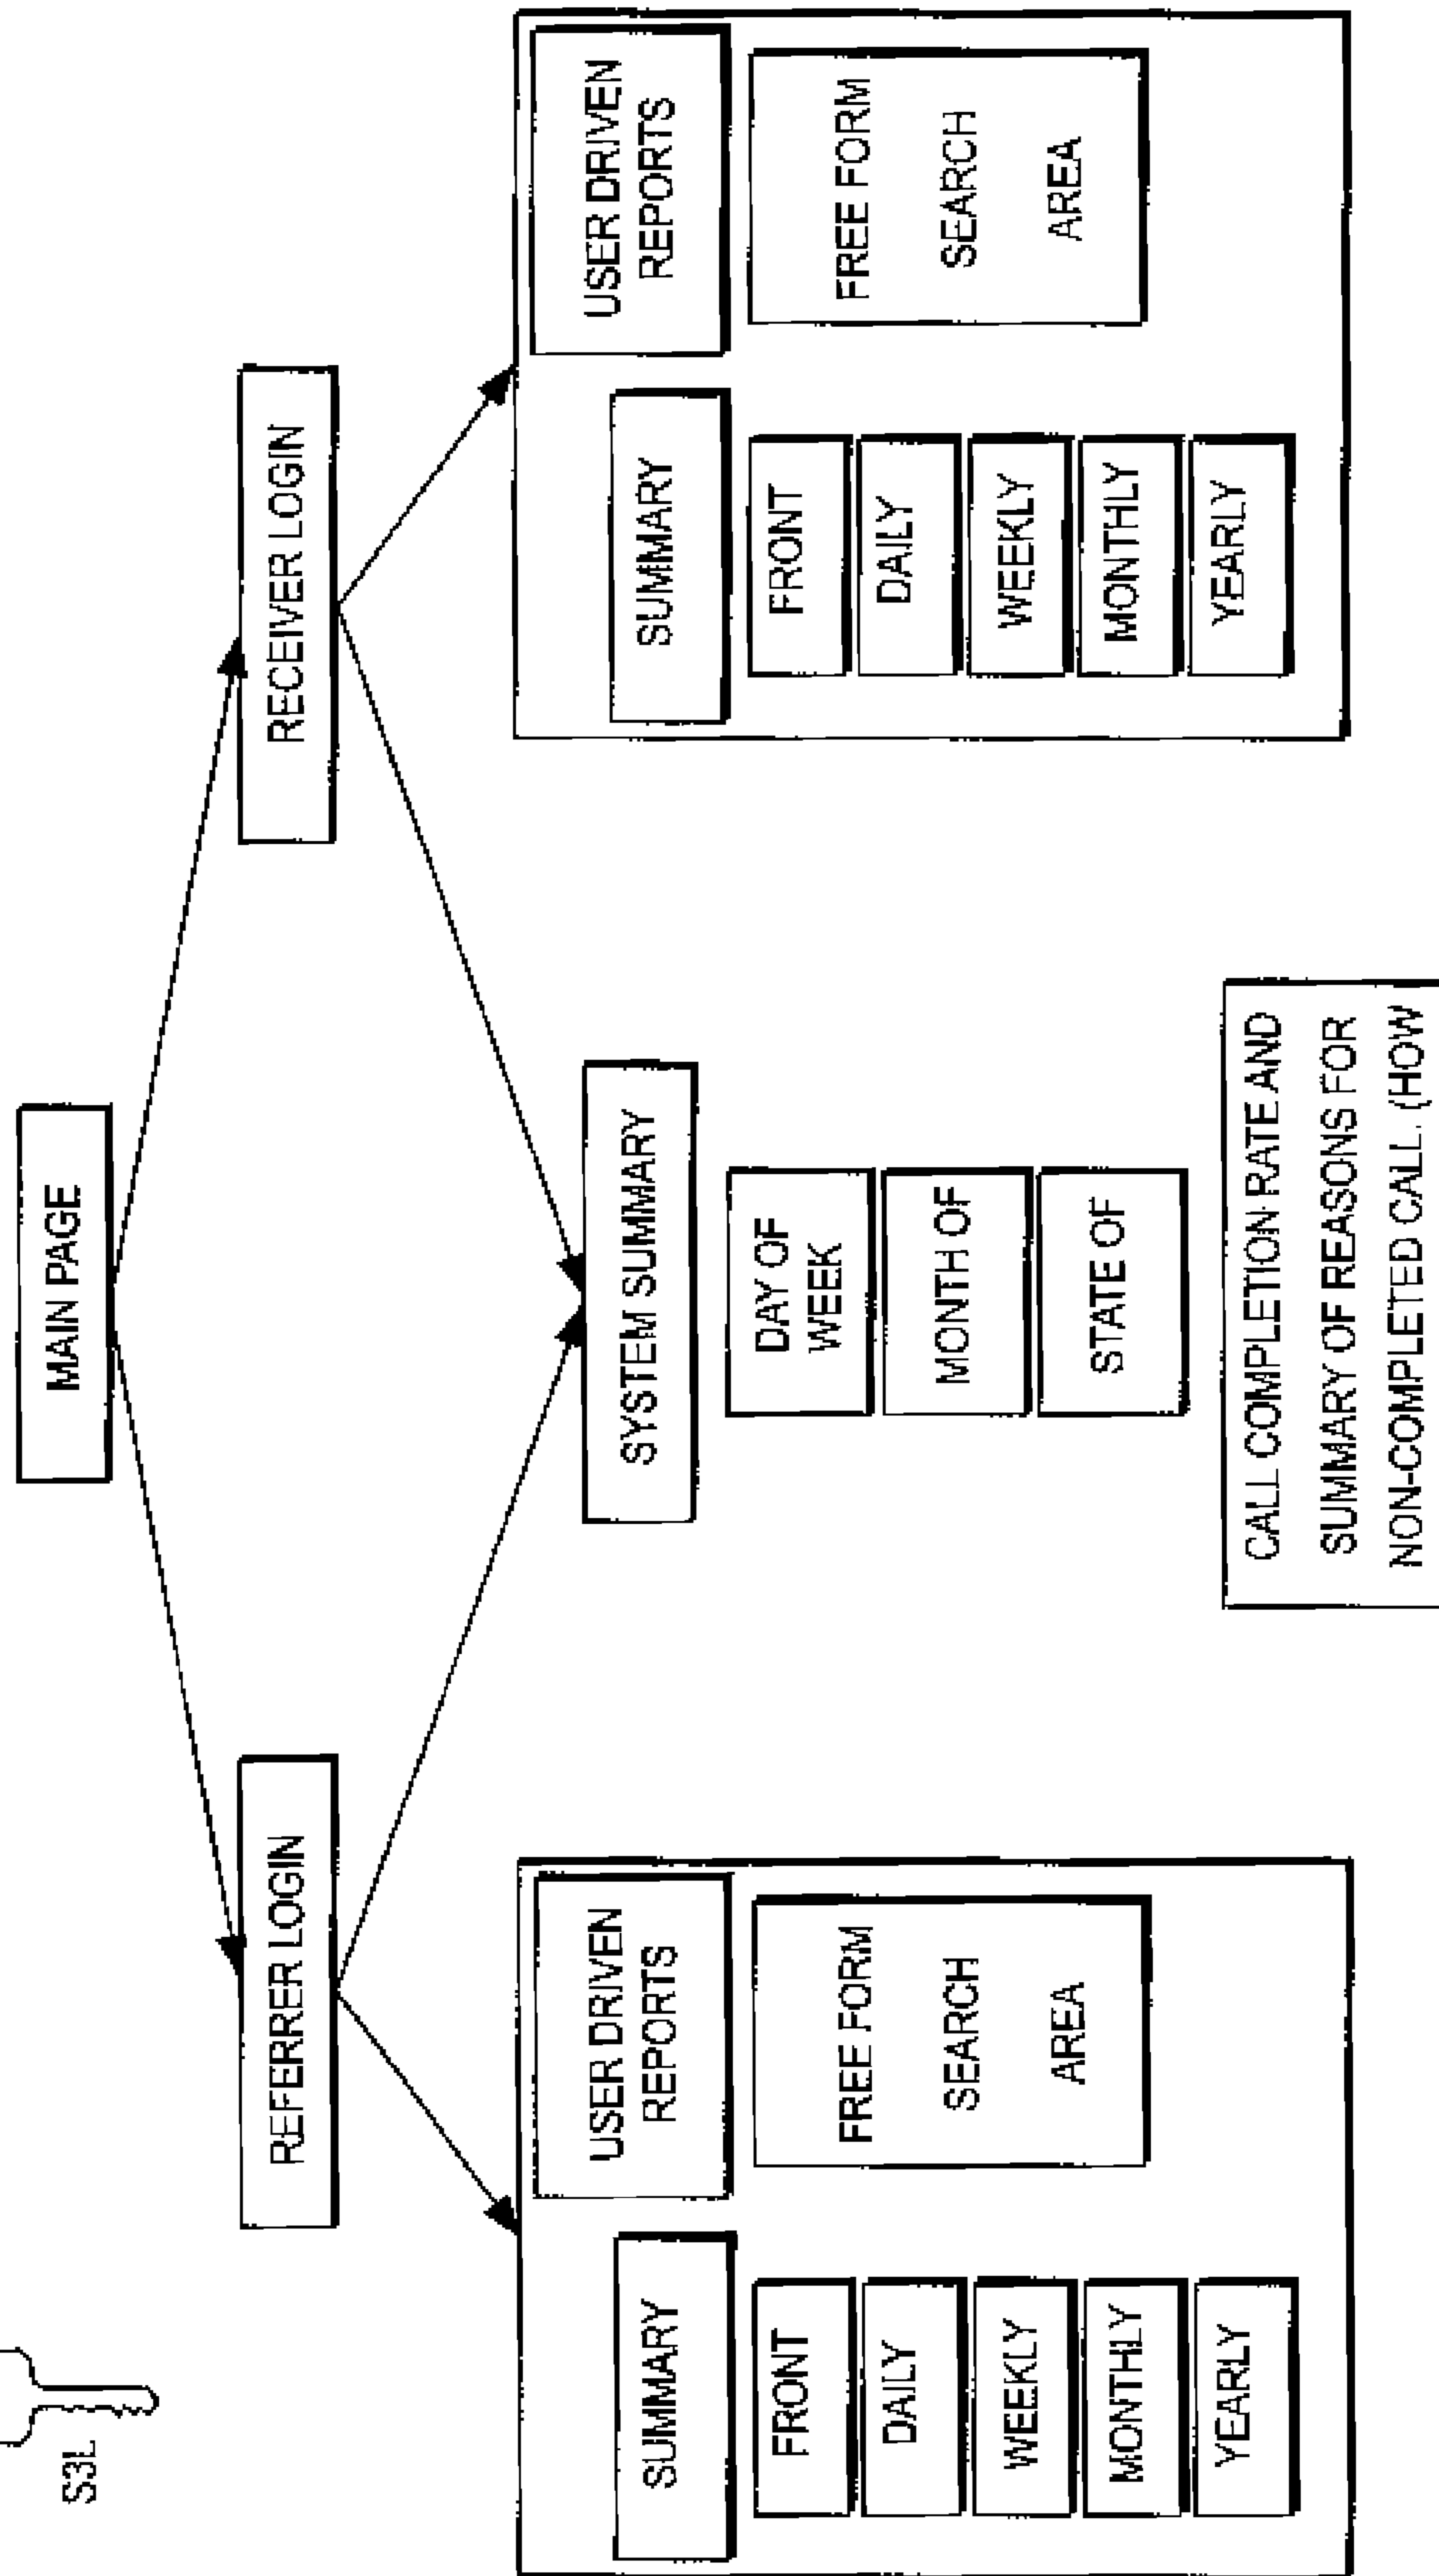 S3L
MAIN PAGE
REFERRER LOGIN
RECEIVER LOGIN
SUMMARY
FRONT
DAILY
WEEKLY
MONTHLY
YEARLY
USER DRIVEN
REPORTS
FREE FORM
SEARCH
AREA
SYSTEM SUMMARY
DAY OF
WEEK
MONTH OF
STATE OF
CALL COMPLETION RATE AND
SUMMARY OF REASONS FOR
NON-COMPLETED CALL. (HOW
SUMMARY
FRONT
DAILY
WEEKLY
MONTHLY
YEARLY
USER DRIVEN
REPORTS
FREE FORM
SEARCH
AREA